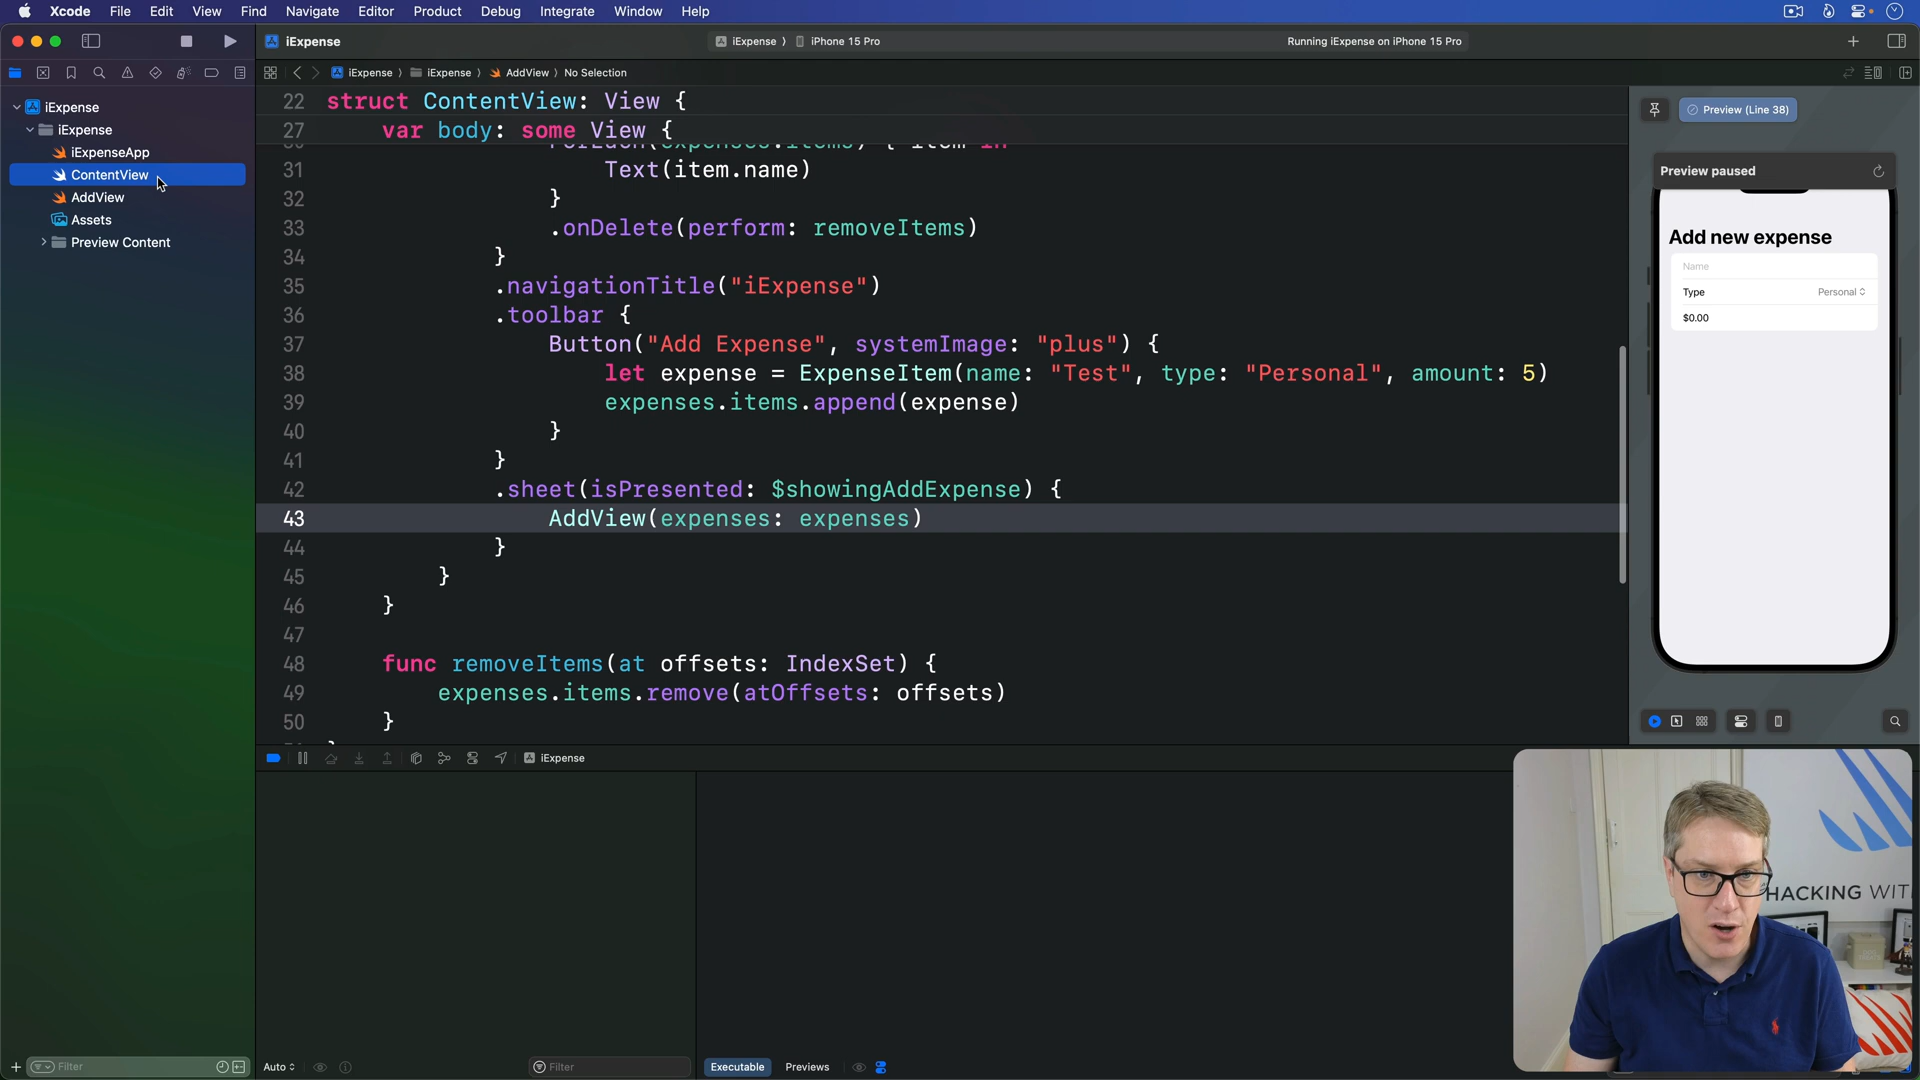 Xcode File Edit View Find Navigate Editor Product Debug Integrate Window Help
iExpense
iExpense iPhone 15 Pro
Running iExpense on iPhone 15 Pro
iExpense iExpense AddView No Selection
iExpense
iExpense
iExpenseApp
ContentView
AddView
Assets
Preview Content
22 struct ContentView: View {
27 var body: some View {
31 Text(item.name)
32 }
33 .onDelete(perform: removeItems)
34 }
35 .navigationTitle("iExpense")
36 .toolbar {
37 Button("Add Expense", systemImage: "plus") {
38 let expense = ExpenseItem(name: "Test", type: "Personal", amount: 5)
39 expenses.items.append(expense)
40 }
41 }
42 .sheet(isPresented: $showingAddExpense) {
43 AddView(expenses: expenses)
44 }
45 }
46 }
47
48 func removeItems(at offsets: IndexSet) {
49 expenses.items.remove(atOffsets: offsets)
50 }
Preview (Line 38)
Preview paused
Add new expense
Name
Type Personal
$0.00
iExpense
HACKING WIT
Filter
Auto
Filter
Executable Previews